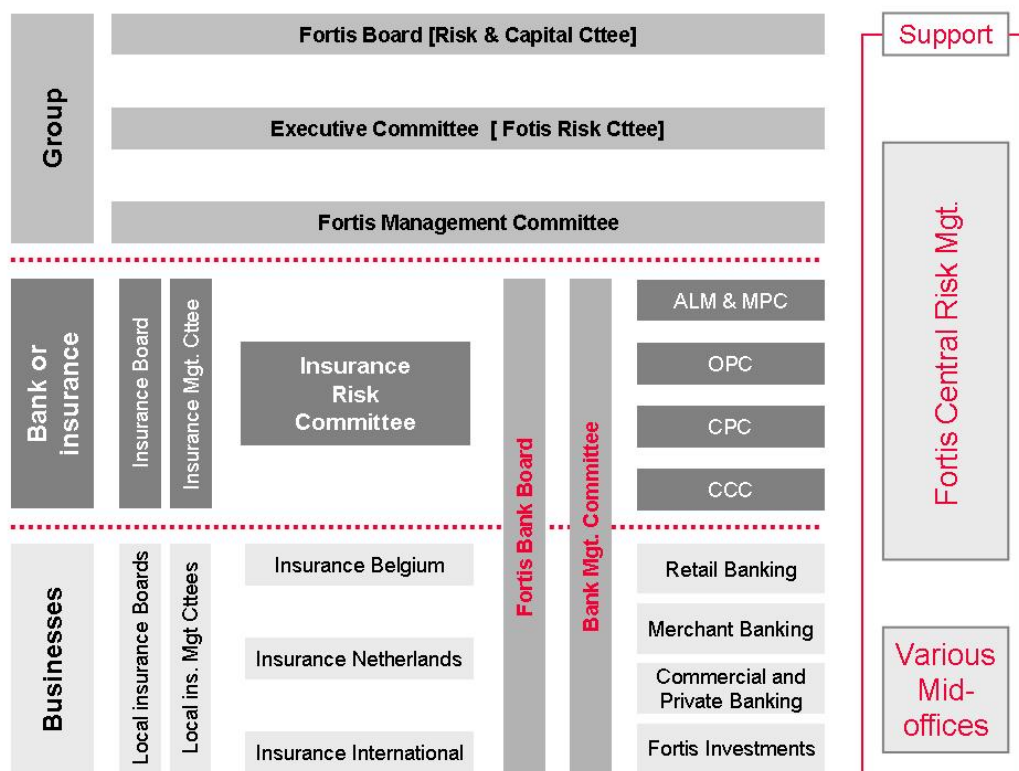 Group
Fortis Board [Risk & Capital Cttee]
Executive Committee [ Fotis Risk Cttee]
Fortis Management Committee
Bank or
insurance
Insurance Board
Insurance Mgt. Cttee
Insurance
Risk
Committee
Fortis Bank Board
Bank Mgt. Committee
ALM & MPC
OPC
CPC
CCC
Businesses
Local insurance Boards
Local ins. Mgt Cttees
Insurance Belgium
Insurance Netherlands
Insurance International
Retail Banking
Merchant Banking
Commercial and
Private Banking
Fortis Investments
Support
Fortis Central Risk Mgt.
Various
Mid-
offices